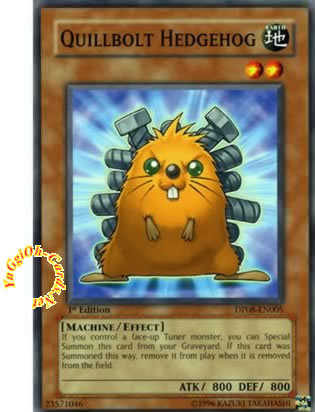 QUILLBOLT HEDGEHOG
EARTH
地
YuGgiOh-Cards.Net
1st Edition
DP08-EN005
[MACHINE / EFFECT]
If you control a face-up Tuner monster, you can Special
Summon this card from your Graveyard. If this card was
Summoned this way, remove it from play when it is removed
from the field.
ATK/ 800 DEF/ 800
23571046
©1996 KAZUKI TAKAHASHI